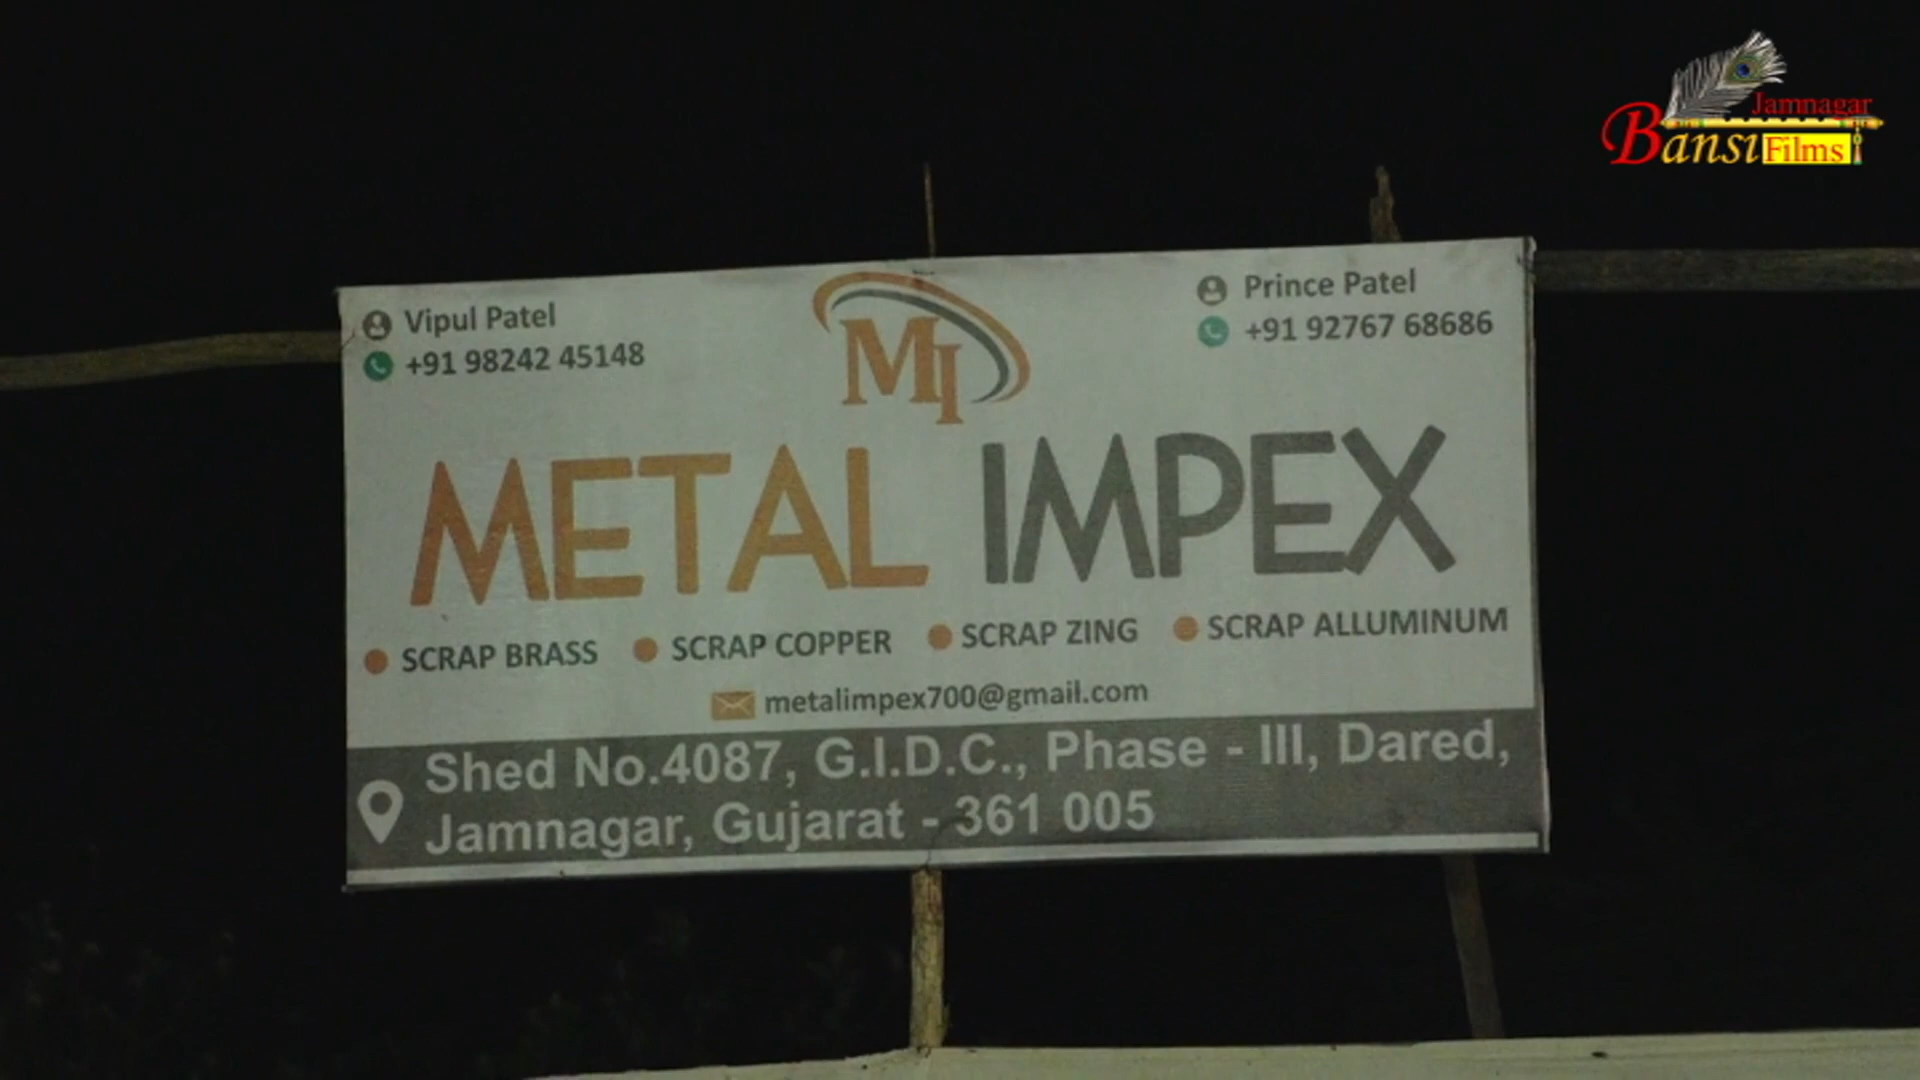 Jamnagar
Bansi Films
Vipul Patel
+91 98242 45148
MI
Prince Patel
+91 92767 68686
METAL IMPEX
SCRAP BRASS SCRAP COPPER SCRAP ZING SCRAP ALLUMINUM
metalimpex700@gmail.com
Shed No.4087, G.I.D.C., Phase - III, Dared,
Jamnagar, Gujarat - 361 005